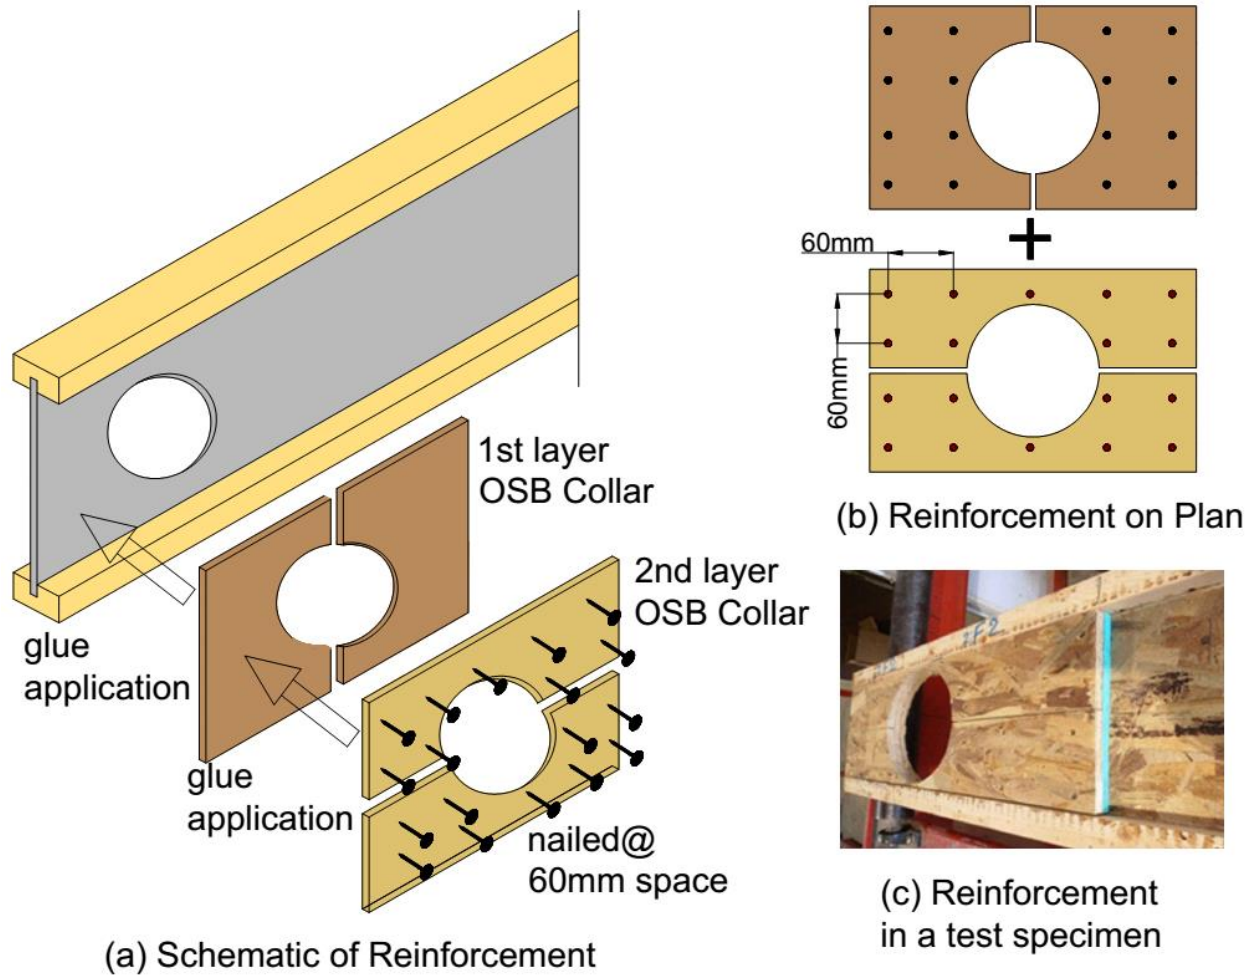 1st layer
OSB Collar
2nd layer
OSB Collar
glue
application
glue
application
nailed@
60mm space
(a) Schematic of Reinforcement
60mm
60mm
(b) Reinforcement on Plan
2F2
(c) Reinforcement
in a test specimen